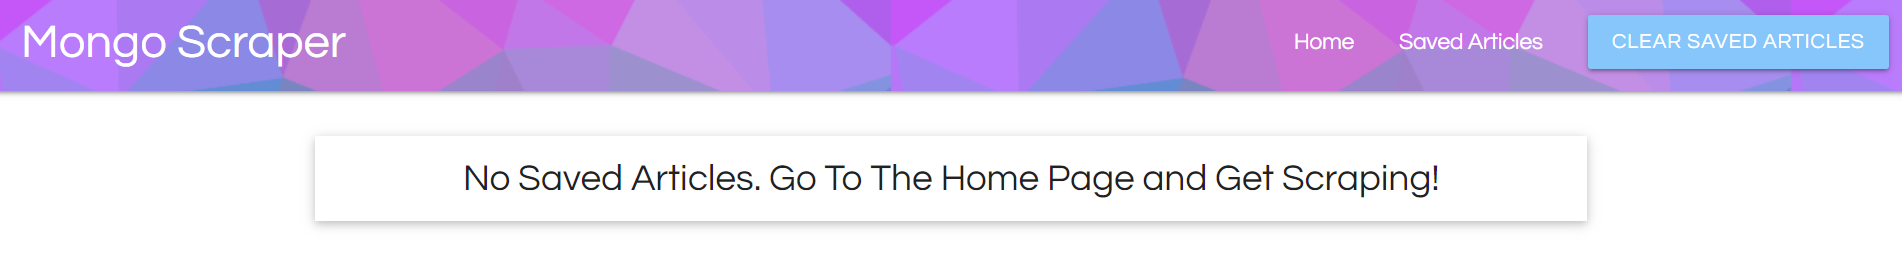 Mongo Scraper
Home
Saved Articles
CLEAR SAVED ARTICLES
No Saved Articles. Go To The Home Page and Get Scraping!